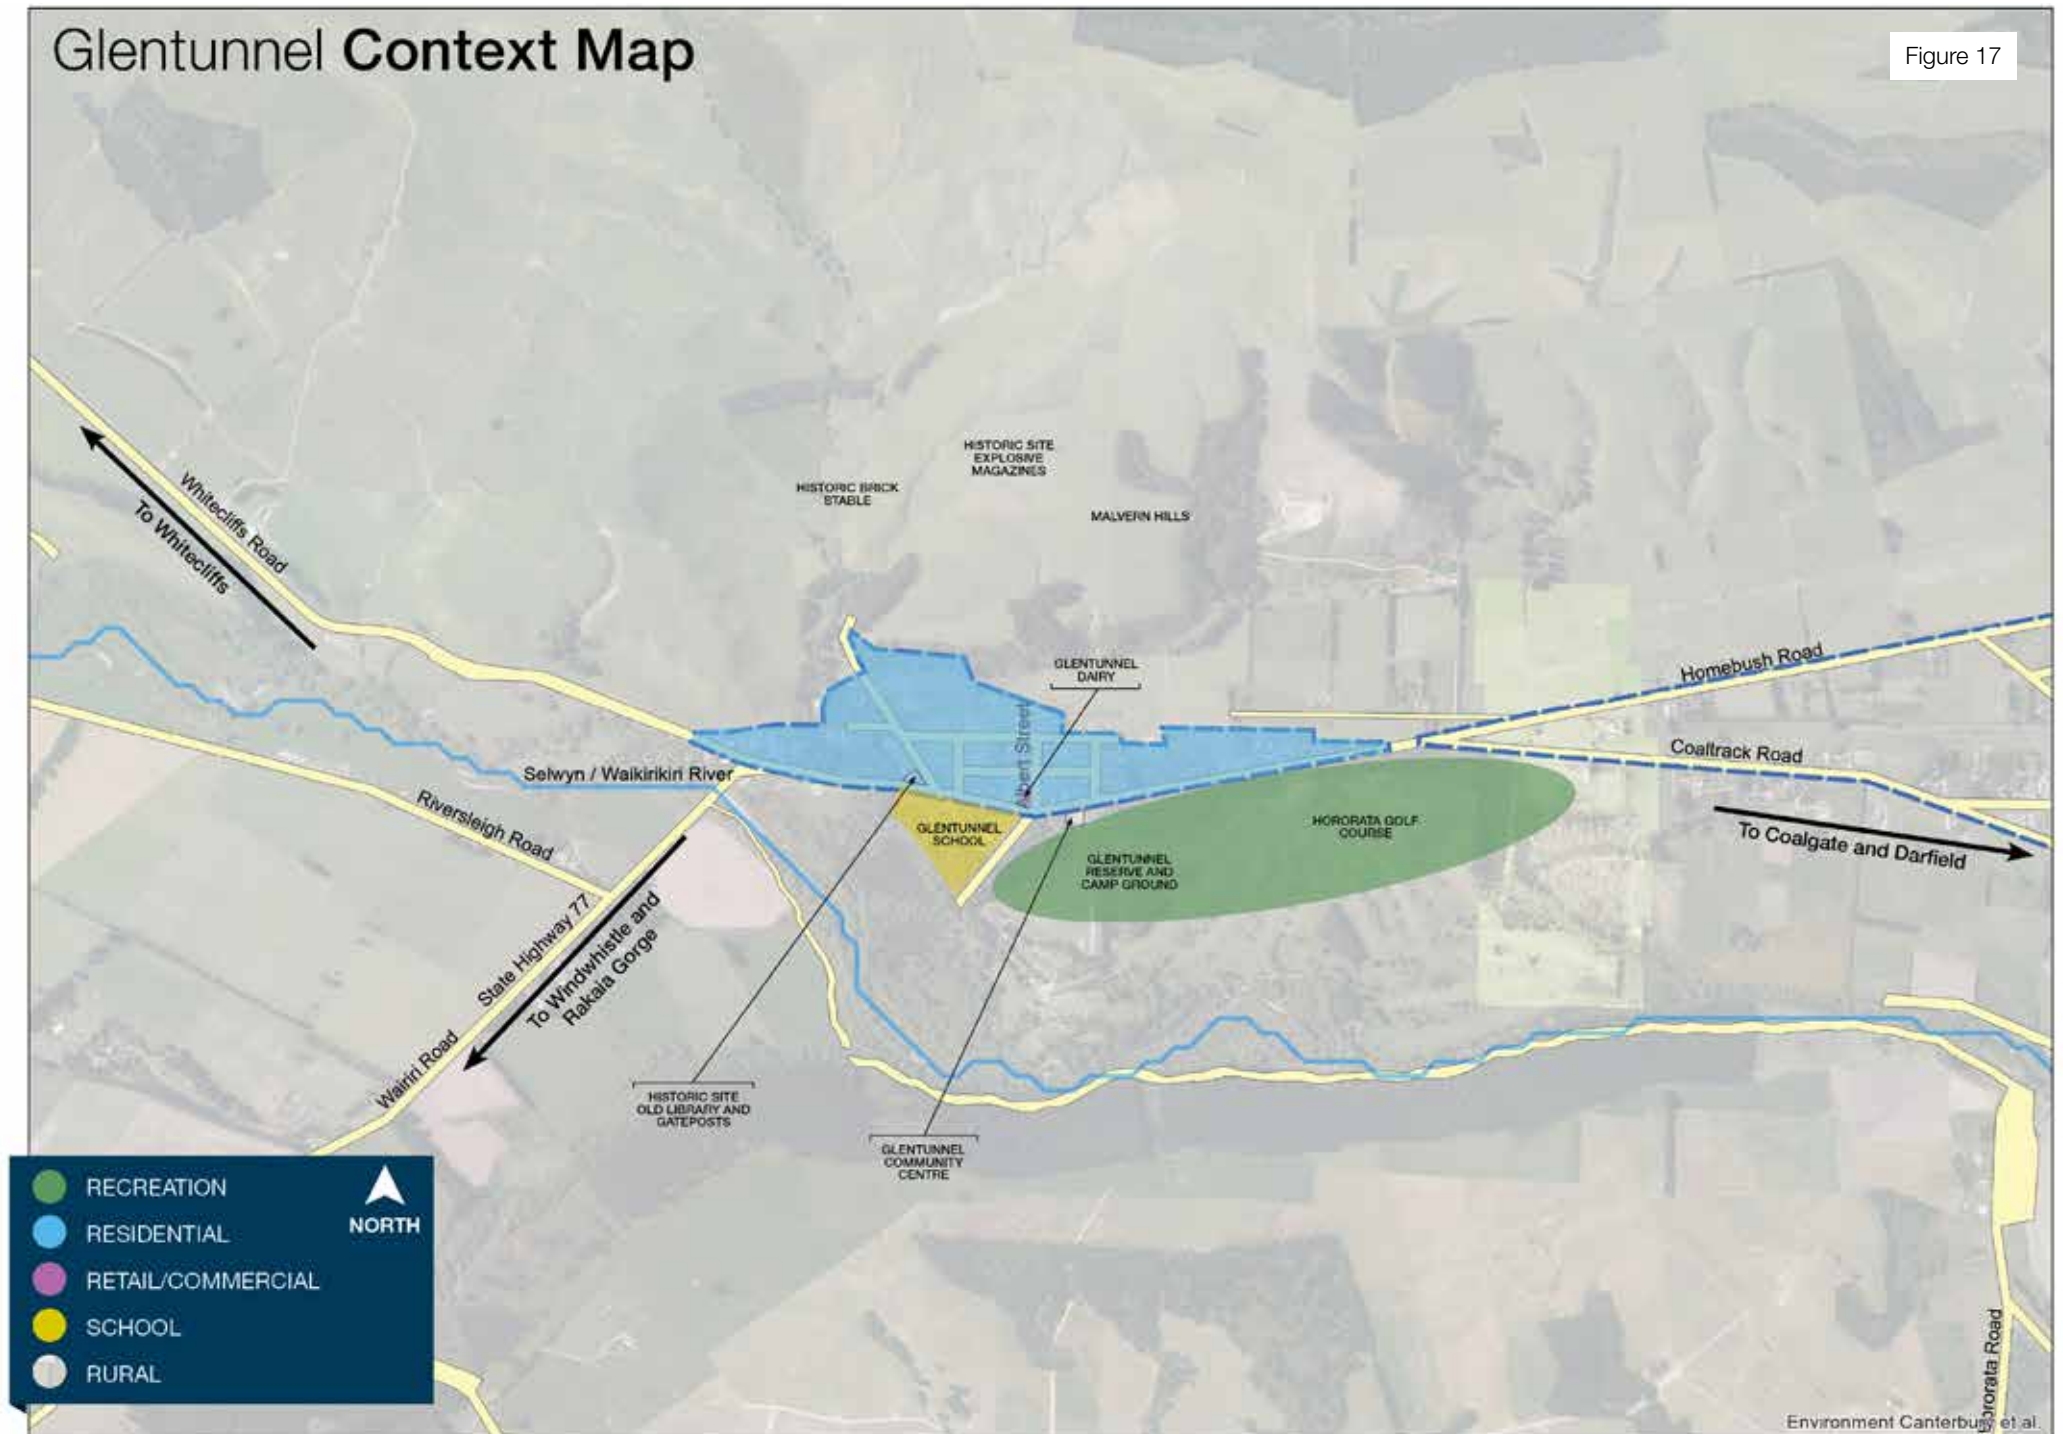 Glentunnel Context Map
Figure 17
HISTORIC SITE
EXPLOSIVE
MAGAZINES
HISTORIC BRICK
STABLE
MALVERN HILLS
Whitecliffs Road
To Whitecliffs
GLENTUNNEL
DAIRY
Albert Street
Homebush Road
Coaltrack Road
Selwyn / Waikirikiri River
Riversleigh Road
GLENTUNNEL
SCHOOL
HORORATA GOLF
COURSE
GLENTUNNEL
RESERVE AND
CAMP GROUND
To Coalgate and Darfield
State Highway 77
To Windwhistle and
Rakaia Gorge
Wairiri Road
HISTORIC SITE
OLD LIBRARY AND
GATEPOSTS
GLENTUNNEL
COMMUNITY
CENTRE
RECREATION
RESIDENTIAL
RETAIL/COMMERCIAL
SCHOOL
RURAL
NORTH
Hororata Road
Environment Canterbury et al.